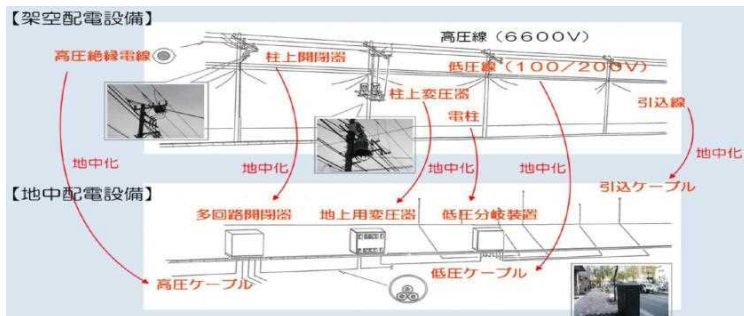 【架空配電設備】
高圧線（6600V）
高圧絶縁電線
柱上開閉器
低圧線（100／200V）
柱上変圧器
電柱
引込線
地中化
地中化
地中化
地中化
地中化
地中化
【地中配電設備】
引込ケーブル
多回路開閉器
地上用変圧器
低圧分岐装置
高圧ケーブル
低圧ケーブル